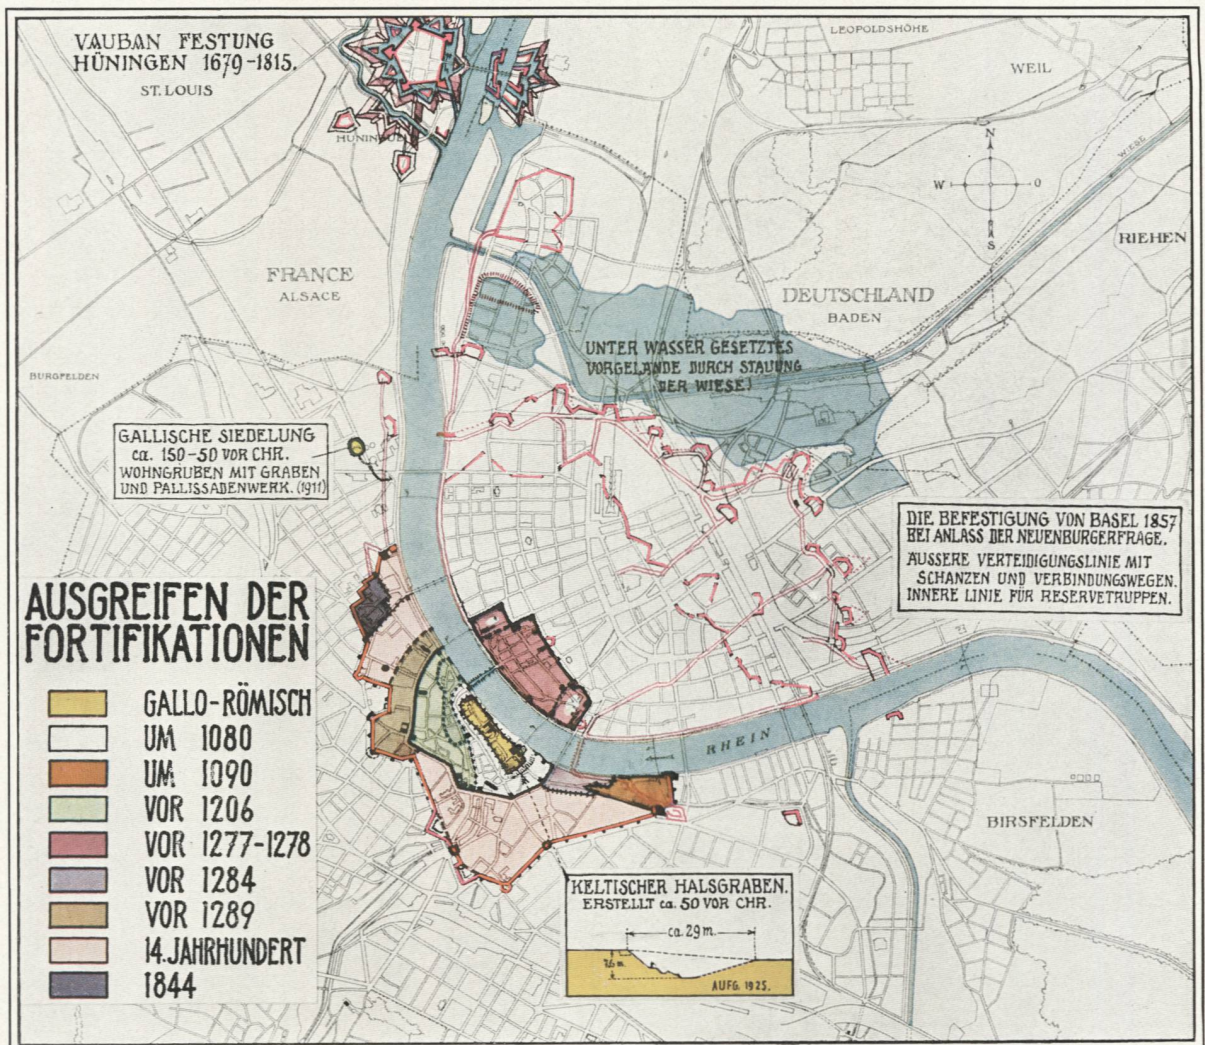 VAUBAN FESTUNG
HÜNINGEN 1679-1815.
ST. LOUIS
LEOPOLDSHÖHE
WEIL
N
W
O
S
WIESE
RIEHEN
FRANCE
ALSACE
DEUTSCHLAND
BADEN
UNTER WASSER GESETZTES
VORGELÄNDE DURCH STAUUNG
DER WIESE)
BURGFELDEN
GALLISCHE SIEDELUNG
ca. 150-50 VOR CHR.
WOHNGRUBEN MIT GRABEN
UND PALLISSADENWERK. (1911)
DIE BEFESTIGUNG VON BASEL 1857
BEI ANLASS DER NEUENBURGERFRAGE.
ÄUSSERE VERTEIDIGUNGSLINIE MIT
SCHANZEN UND VERBINDUNGSWEGEN.
INNERE LINIE FÜR RESERVETRUPPEN.
AUSGREIFEN DER
FORTIFIKATIONEN
GALLO-RÖMISCH
UM 1080
UM 1090
VOR 1206
VOR 1277-1278
VOR 1284
VOR 1289
14. JAHRHUNDERT
1844
RHEIN
BIRSFELDEN
KELTISCHER HALSGRABEN.
ERSTELLT ca. 50 VOR CHR.
ca. 29 m.
AUFG. 1925.